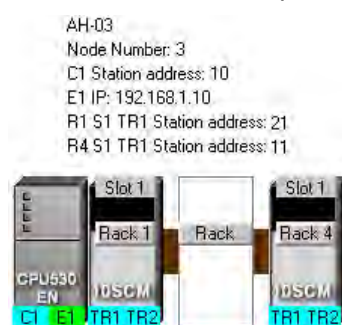 AH-03
Node Number: 3
C1 Station address: 10
E1 IP: 192.168.1.10
R1 S1 TR1 Station address: 21
R4 S1 TR1 Station address: 11
Slot 1
Slot 1
Rack 1
Rack
Rack 4
CPU530
EN
10SCM
10SCM
C1 E1 TR1 TR2
TR1 TR2